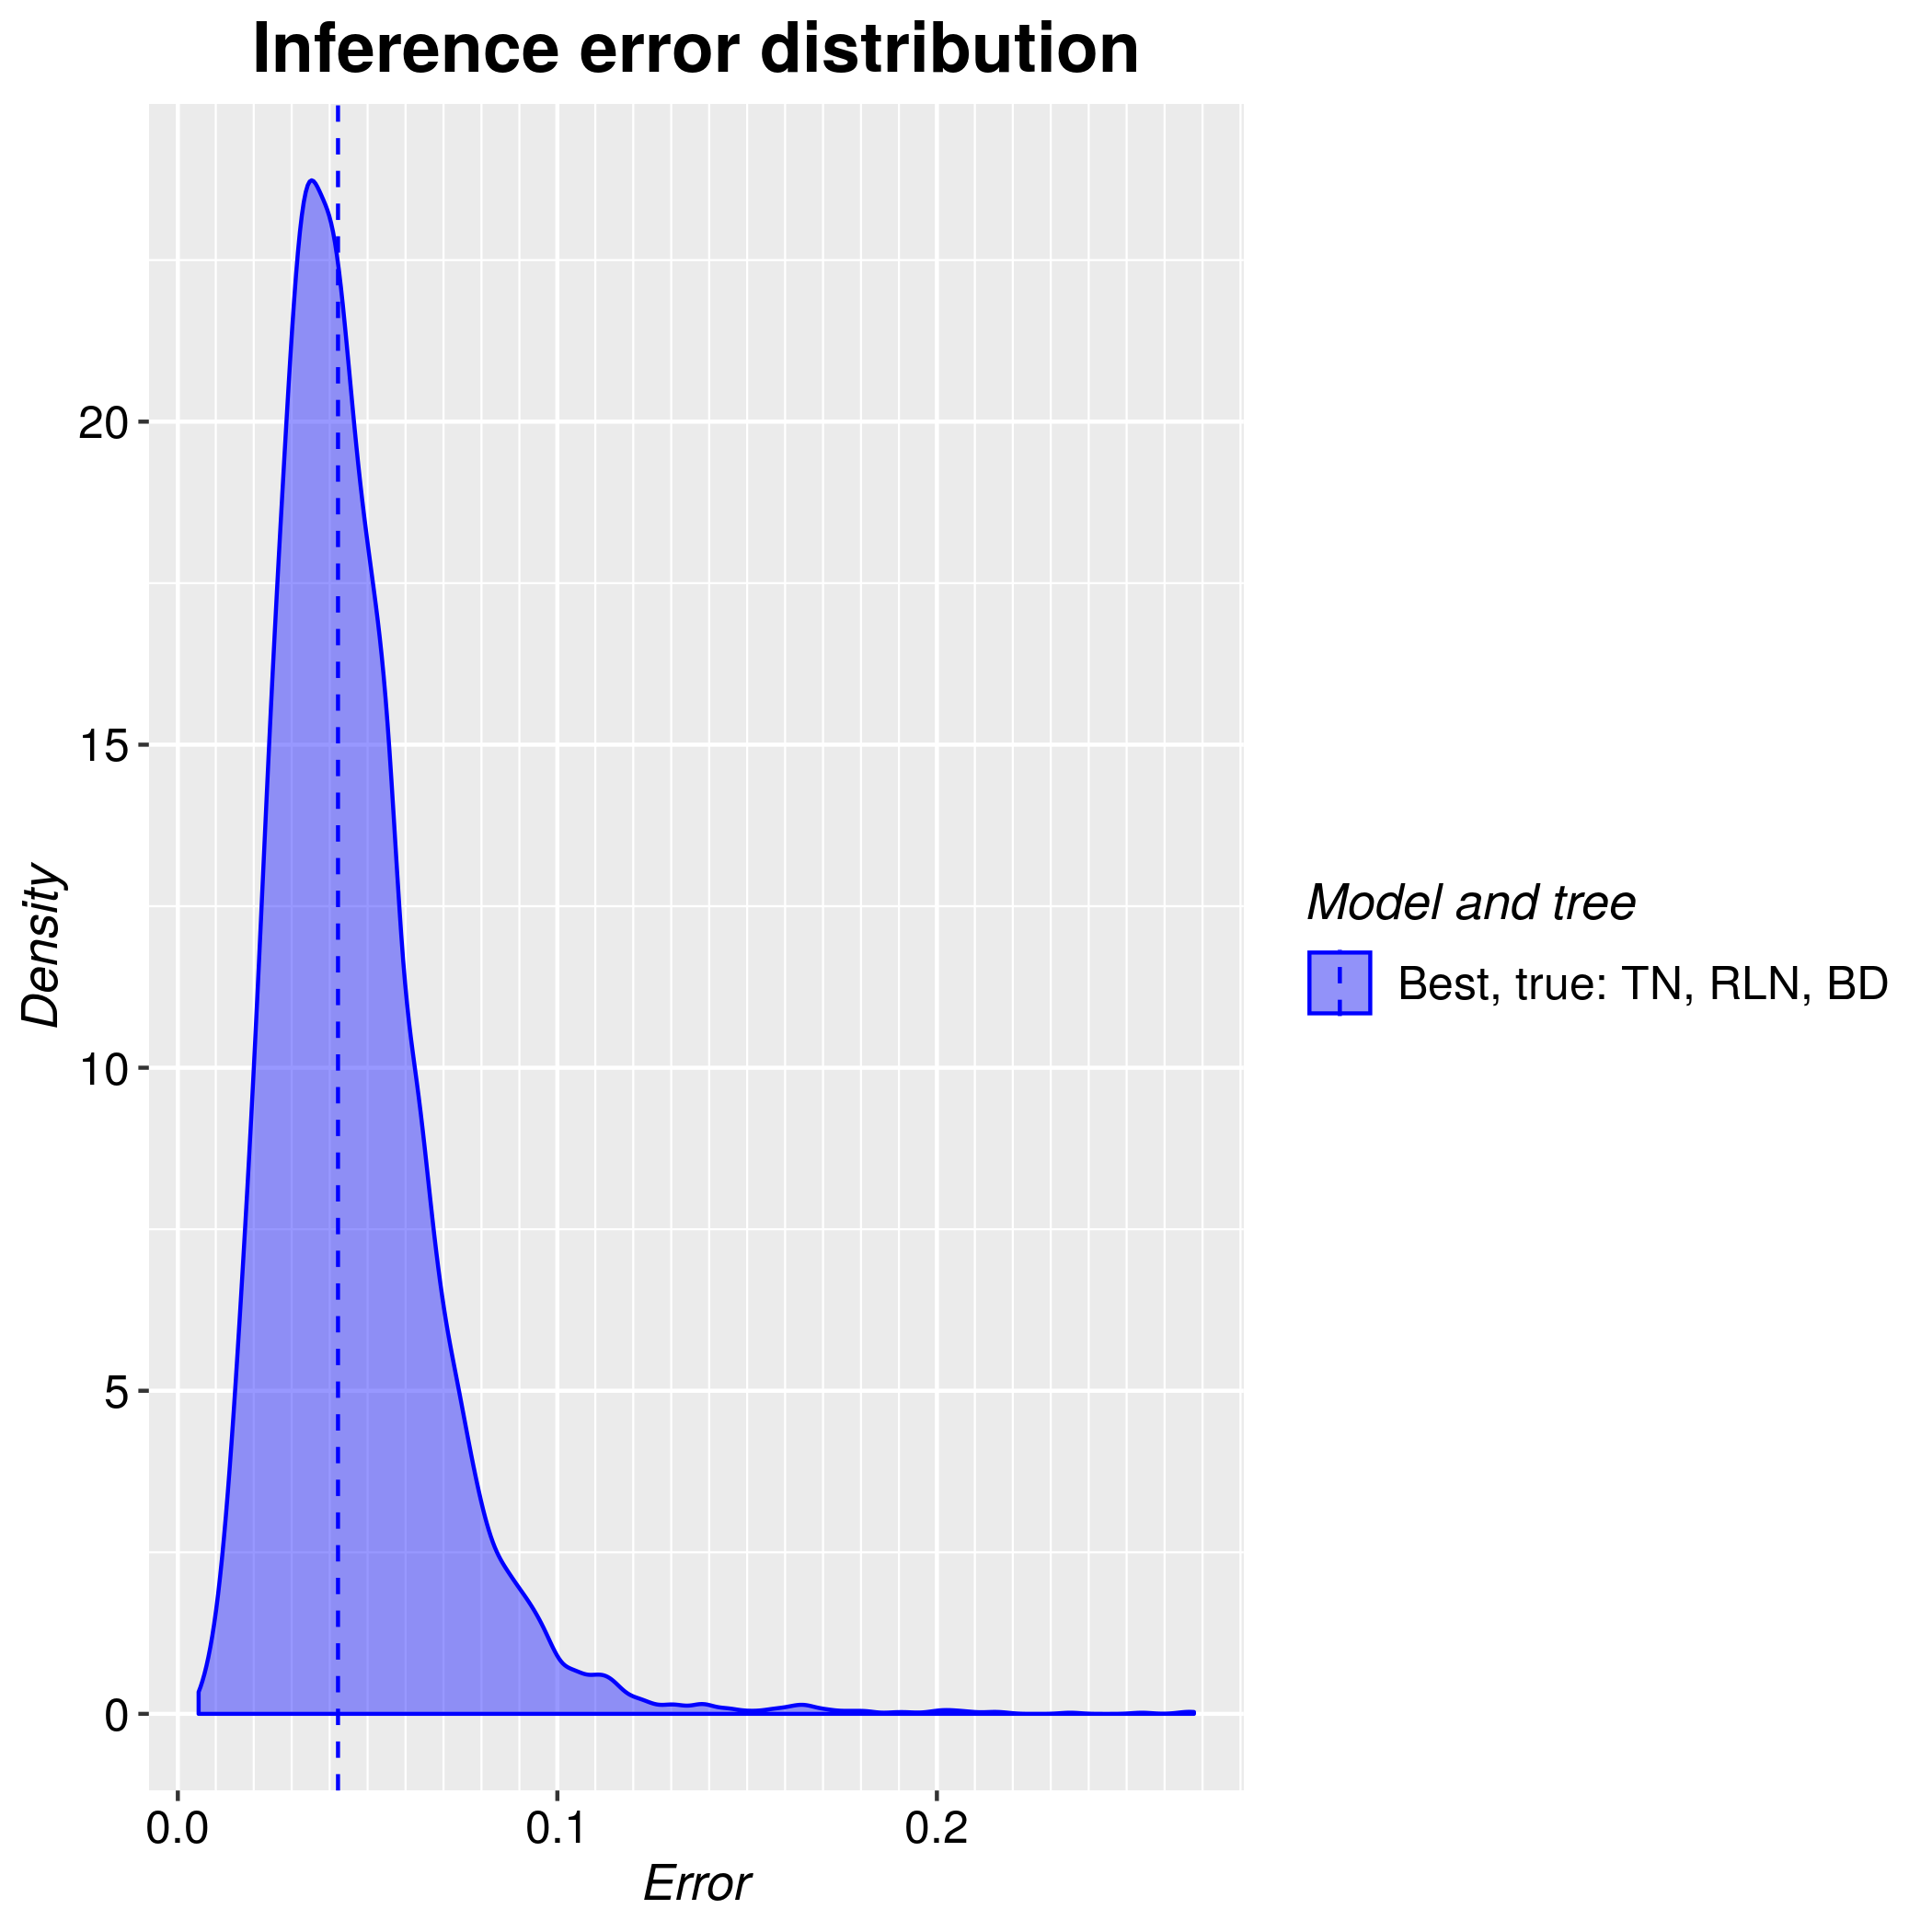 Inference error distribution
20
15
10
5
0
Density
0.0 0.1 0.2
Error
Model and tree
Best, true: TN, RLN, BD